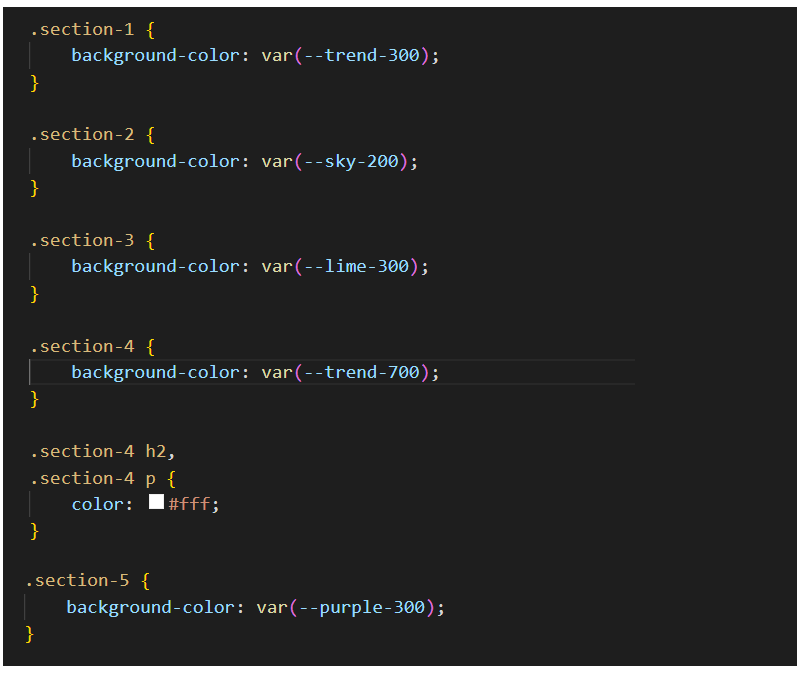 .section-1 {
    background-color: var(--trend-300);
}

.section-2 {
    background-color: var(--sky-200);
}

.section-3 {
    background-color: var(--lime-300);
}

.section-4 {
    background-color: var(--trend-700);
}

.section-4 h2,
.section-4 p {
    color: #fff;
}

.section-5 {
    background-color: var(--purple-300);
}